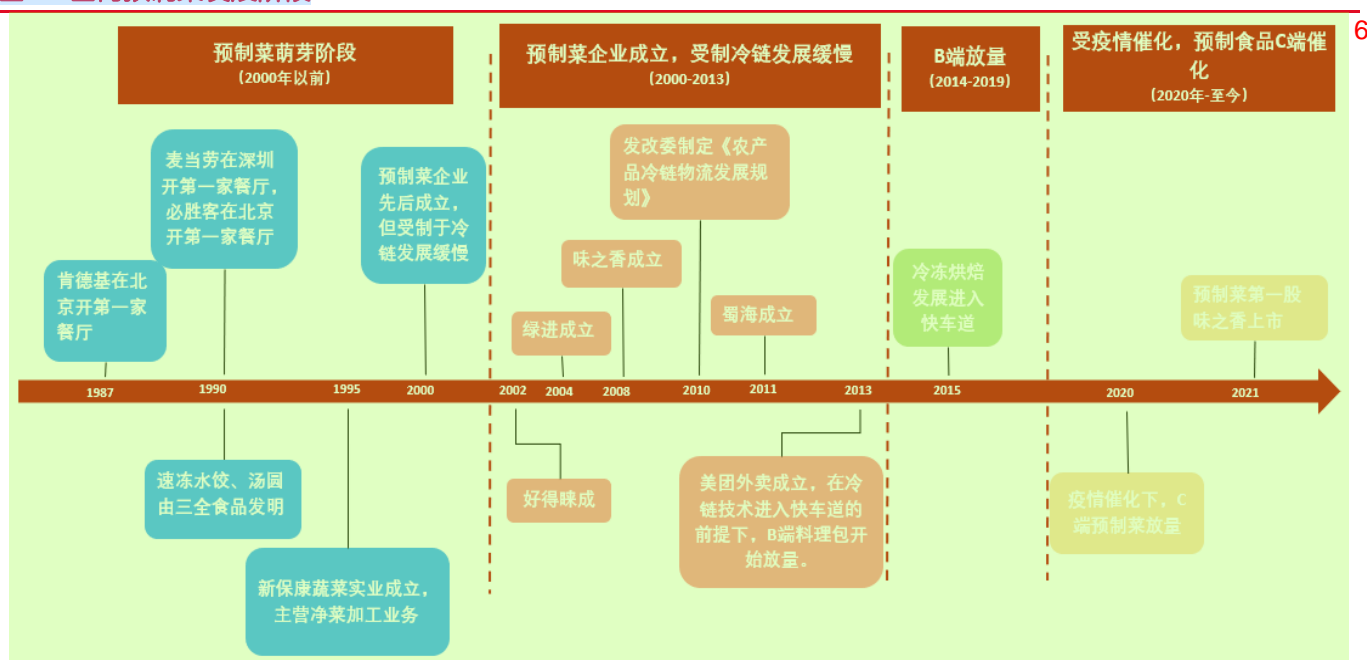 6
预制菜萌芽阶段
(2000年以前)
预制菜企业成立，受制冷链发展缓慢
(2000-2013)
B端放量
(2014-2019)
受疫情催化，预制食品C端催
化
(2020年-至今)
麦当劳在深圳
开第一家餐厅，
必胜客在北京
开第一家餐厅
预制菜企业
先后成立，
但受制于冷
链发展缓慢
肯德基在北
京开第一家
餐厅
发改委制定《农产
品冷链物流发展规
划》
味之香成立
绿进成立
蜀海成立
冷冻烘焙
发展进入
快车道
预制菜第一股
味之香上市
1987
1990
1995
2000
2002
2004
2008
2010
2011
2013
2015
2020
2021
速冻水饺、汤园
由三全食品发明
新保康蔬菜实业成立，
主营净菜加工业务
好得睐成
美团外卖成立，在冷
链技术进入快车道的
前提下，B端料理包开
始放量。
疫情催化下，C
端预制菜放量